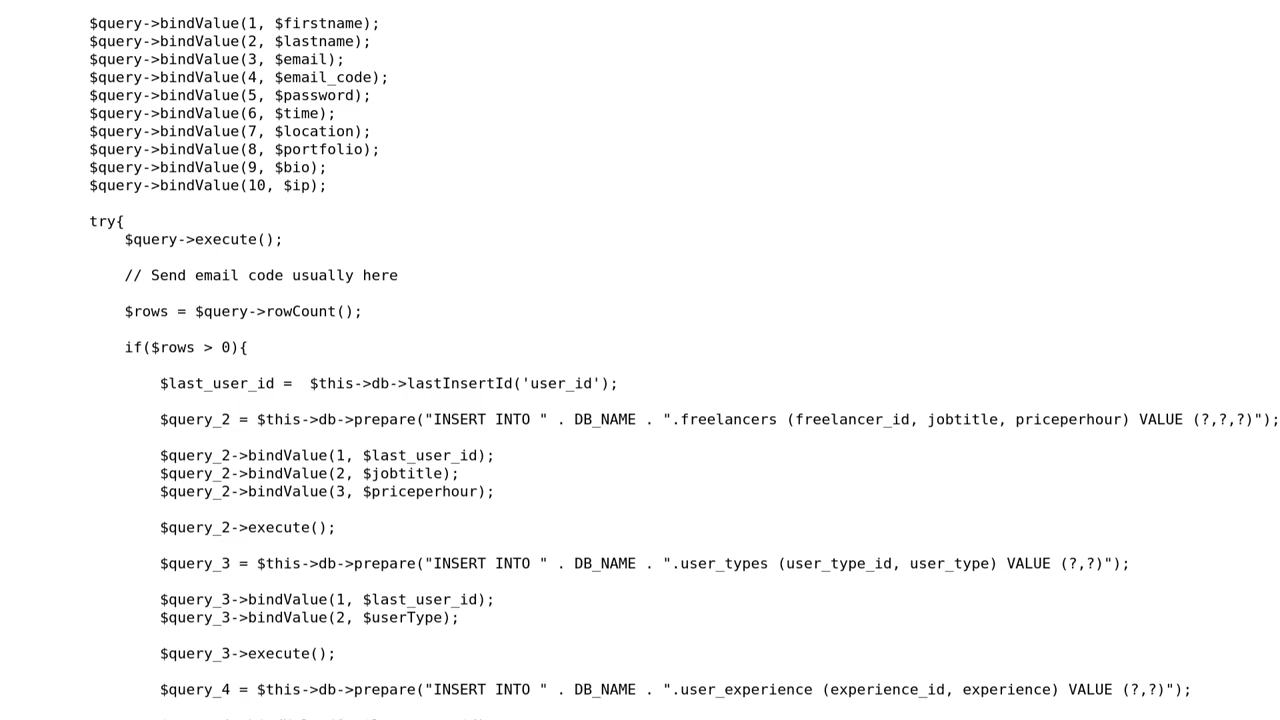 $query->bindValue(1, $firstname);
$query->bindValue(2, $lastname);
$query->bindValue(3, $email);
$query->bindValue(4, $email_code);
$query->bindValue(5, $password);
$query->bindValue(6, $time);
$query->bindValue(7, $location);
$query->bindValue(8, $portfolio);
$query->bindValue(9, $bio);
$query->bindValue(10, $ip);
try{
$query->execute();
// Send email code usually here
$rows = $query->rowCount();
if($rows > 0){
$last_user_id =  $this->db->lastInsertId('user_id');
$query_2 = $this->db->prepare("INSERT INTO " . DB_NAME . ".freelancers (freelancer_id, jobtitle, priceperhour) VALUE (?,?,?)");
$query_2->bindValue(1, $last_user_id);
$query_2->bindValue(2, $jobtitle);
$query_2->bindValue(3, $priceperhour);
$query_2->execute();
$query_3 = $this->db->prepare("INSERT INTO " . DB_NAME . ".user_types (user_type_id, user_type) VALUE (?,?)");
$query_3->bindValue(1, $last_user_id);
$query_3->bindValue(2, $userType);
$query_3->execute();
$query_4 = $this->db->prepare("INSERT INTO " . DB_NAME . ".user_experience (experience_id, experience) VALUE (?,?)");